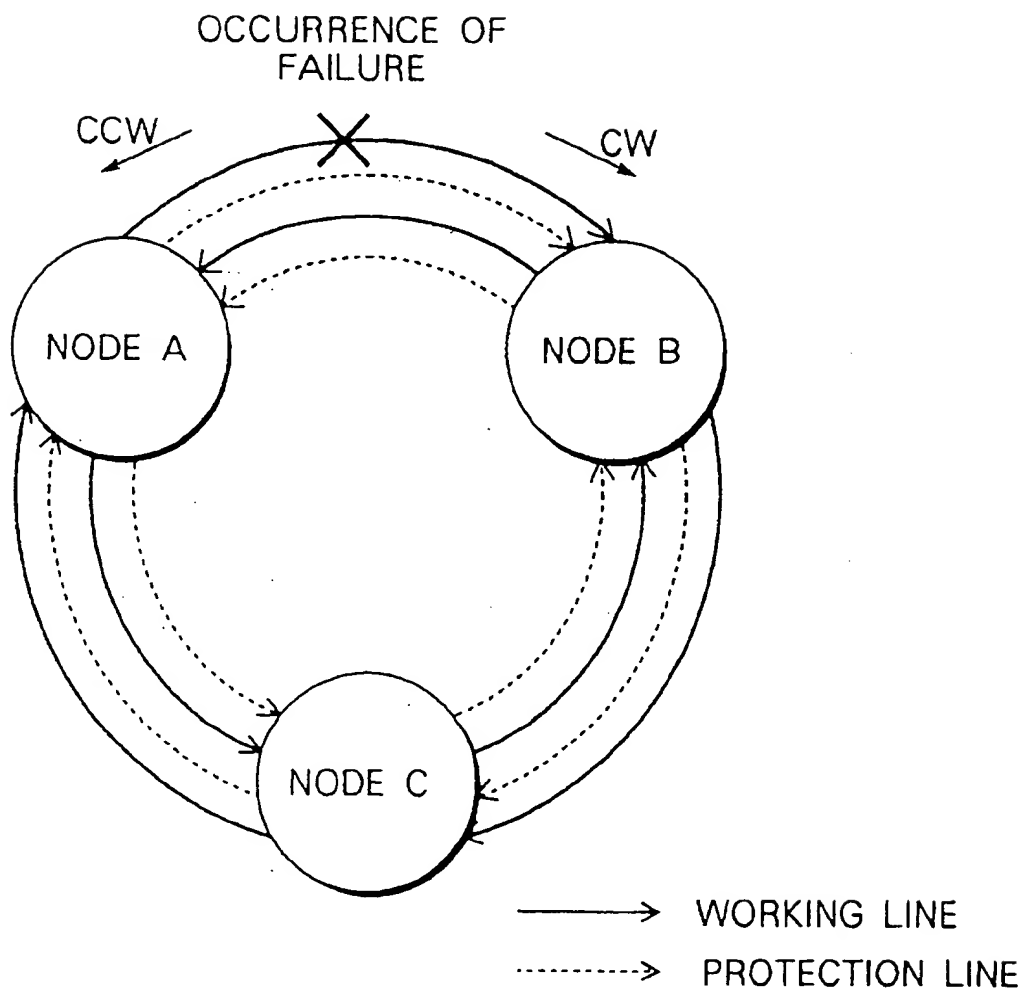 OCCURRENCE OF
FAILURE
CCW
CW
NODE A
NODE B
NODE C
WORKING LINE
PROTECTION LINE